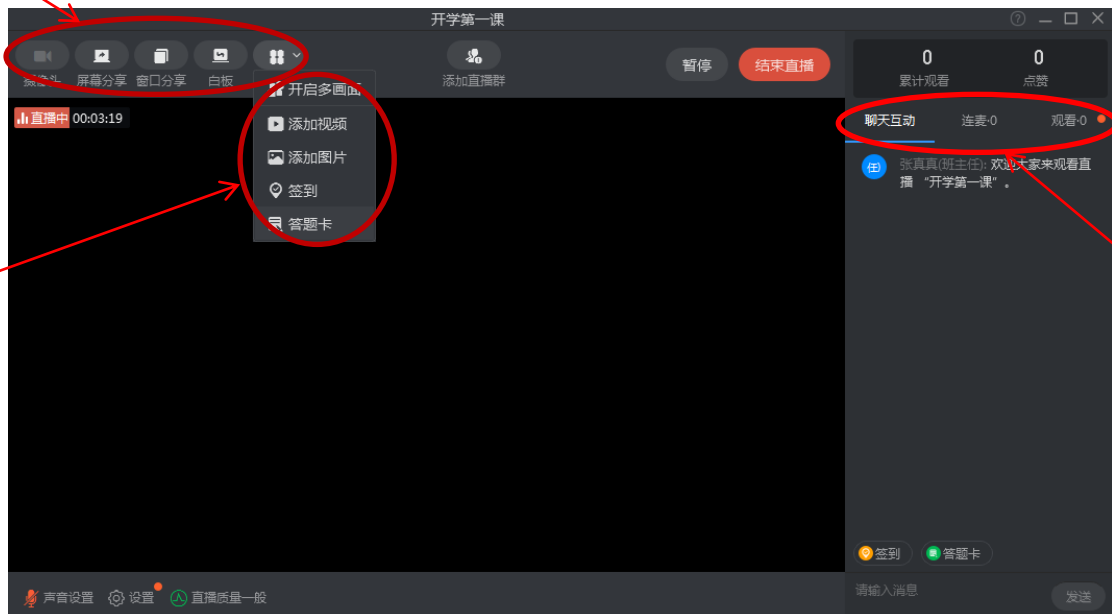 开学第一课
摄像头 屏幕分享 窗口分享 白板
添加直播群
暂停 结束直播
0 0
累计观看 点赞
直播中 00:03:19
开启多画面
添加视频
添加图片
签到
答题卡
聊天互动 连麦·0 观看·0
任 张真真(班主任): 欢迎大家来观看直
播 “开学第一课”。
签到 答题卡
请输入消息
发送
声音设置 设置 直播质量一般